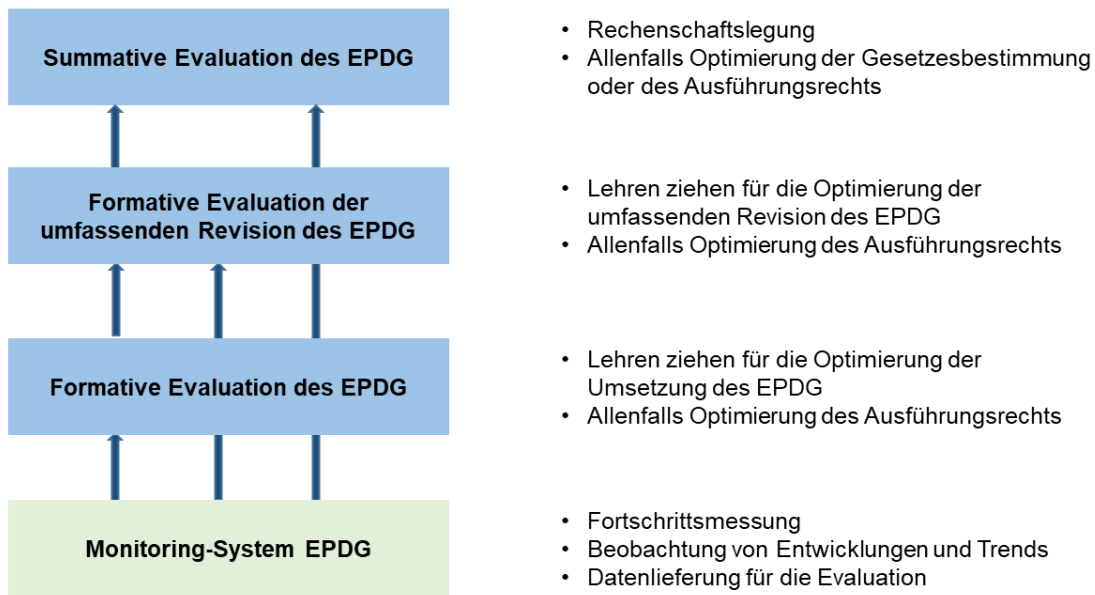 Summative Evaluation des EPDG
• Rechenschaftslegung
• Allenfalls Optimierung der Gesetzesbestimmung
oder des Ausführungsrechts
Formative Evaluation der
umfassenden Revision des EPDG
• Lehren ziehen für die Optimierung der
umfassenden Revision des EPDG
• Allenfalls Optimierung des Ausführungsrechts
Formative Evaluation des EPDG
• Lehren ziehen für die Optimierung der
Umsetzung des EPDG
• Allenfalls Optimierung des Ausführungsrechts
Monitoring-System EPDG
• Fortschrittsmessung
• Beobachtung von Entwicklungen und Trends
• Datenlieferung für die Evaluation